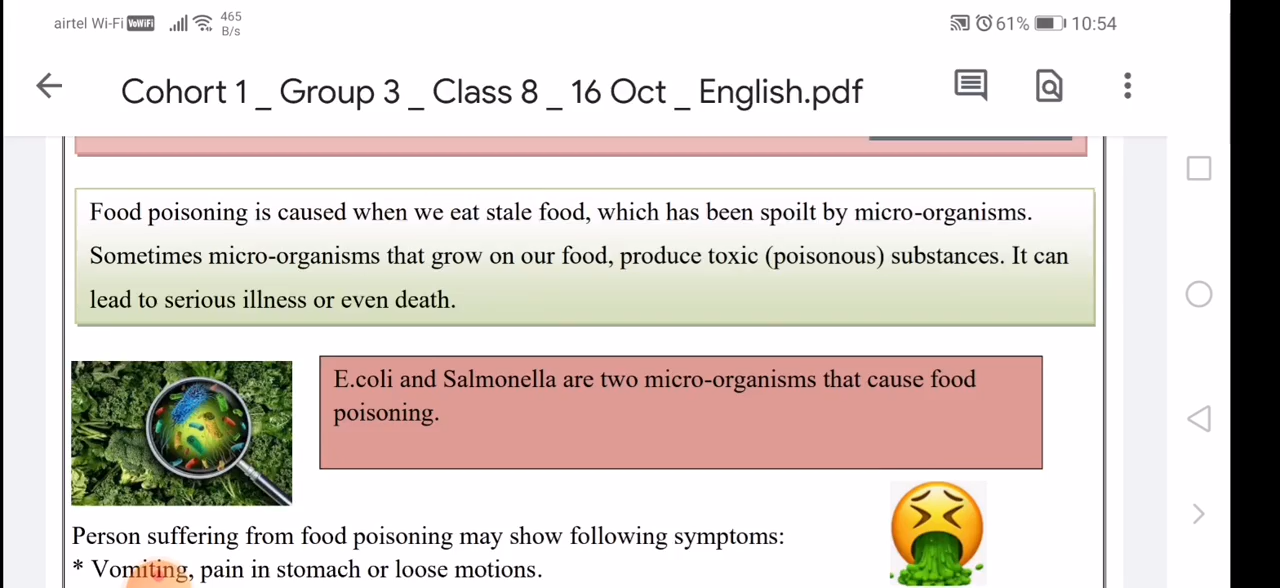 airtel Wi-Fi VoWiFi 465 B/s 61% 10:54
Cohort 1 _ Group 3 _ Class 8 _ 16 Oct _ English.pdf
Food poisoning is caused when we eat stale food, which has been spoilt by micro-organisms.
Sometimes micro-organisms that grow on our food, produce toxic (poisonous) substances. It can
lead to serious illness or even death.
E.coli and Salmonella are two micro-organisms that cause food
poisoning.
Person suffering from food poisoning may show following symptoms:
* Vomiting, pain in stomach or loose motions.